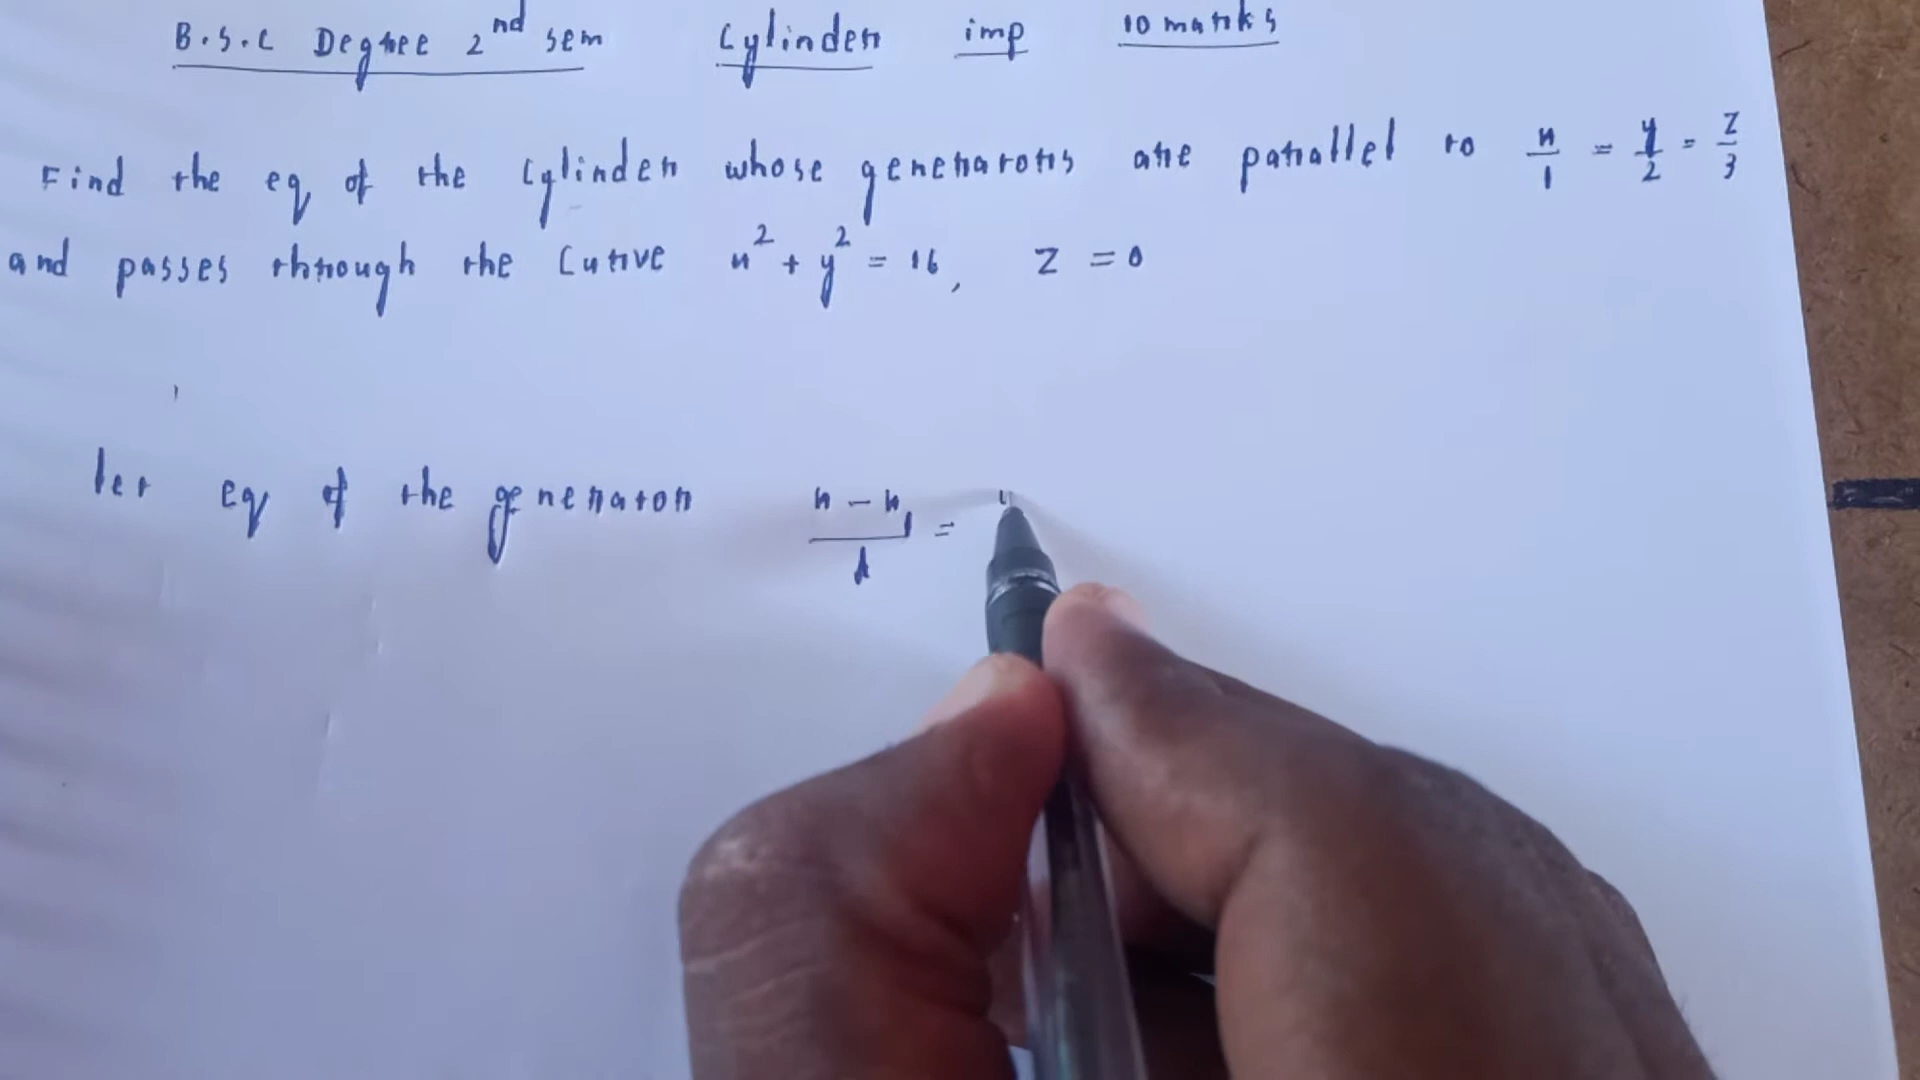 B.S.C Degree 2nd sem Cylinder imp 10 marks
Find the eq of the Cylinder whose generators are parallel to x/1 = y/2 = z/3
and passes through the Curve x² + y² = 16, z = 0
let eq of the generator x - x₁/l =